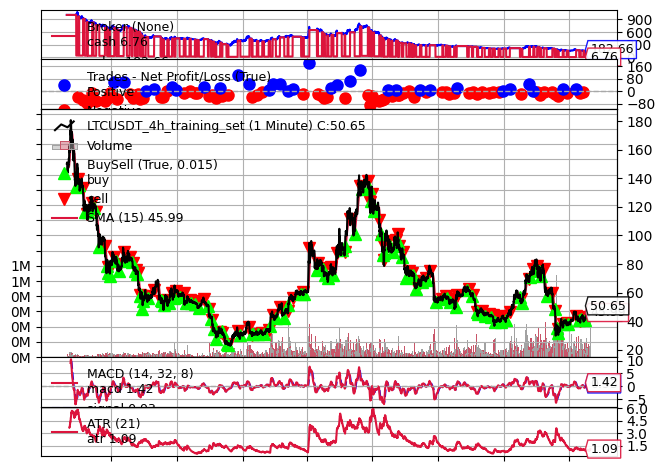 Broker (None)
cash 6.76
900
600
182.66
6.76
Trades - Net Profit/Loss (True)
Positive
160
80
0
−80
LTCUSDT_4h_training_set (1 Minute) C:50.65
Volume
BuySell (True, 0.015)
buy
sell
SMA (15) 45.99
180
160
140
120
100
80
60
50.65
40
20
1M
1M
0M
0M
0M
0M
0M
MACD (14, 32, 8)
macd 1.42
10
5
0
−5
1.42
ATR (21)
atr 1.09
6.0
4.5
3.0
1.5
1.09